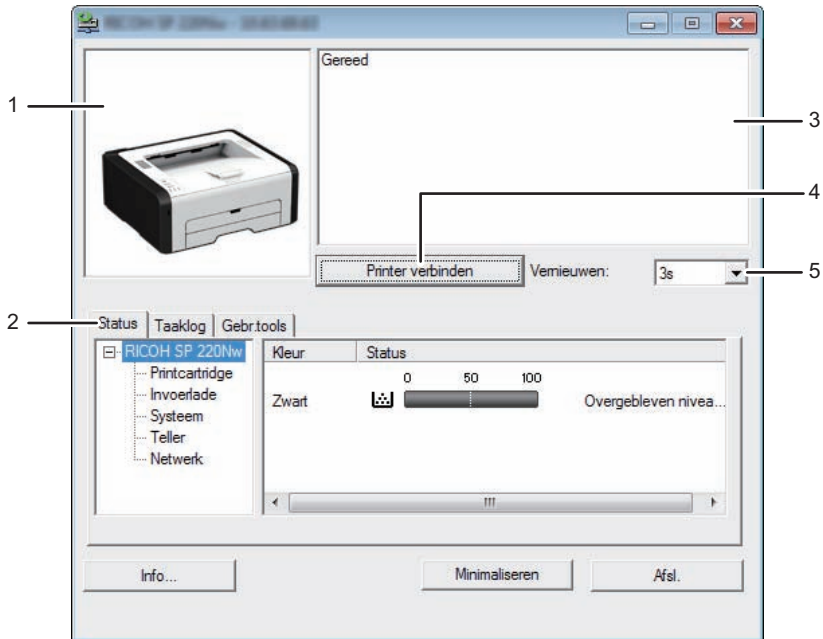 Gereed
1
3
4
Printer verbinden
Vernieuwen:
3s
5
2
Status
Taaklog
Gebr.tools
RICOH SP 220Nw
Printcartridge
Invoerlade
Systeem
Teller
Netwerk
Kleur
Status
0 50 100
Zwart
Overgebleven nivea...
Info...
Minimaliseren
Afsl.